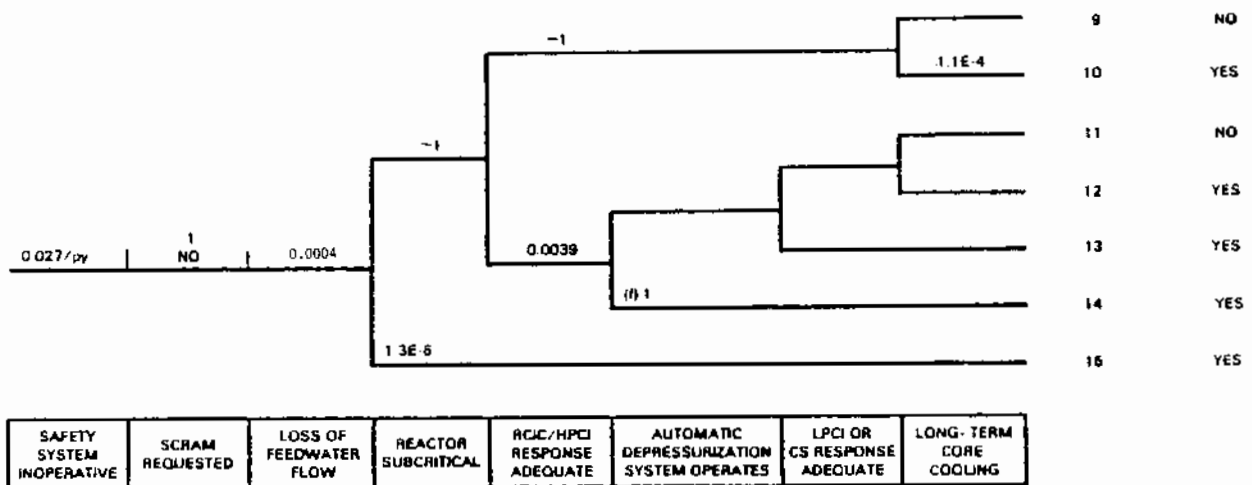 9 NO
~1
1.1E-4
10 YES
11 NO
~1
12 YES
1
0.027/py NO 0.0004 0.0039 13 YES
(f) 1
14 YES
1 3E-6
15 YES
SAFETY SYSTEM INOPERATIVE
SCRAM REQUESTED
LOSS OF FEEDWATER FLOW
REACTOR SUBCRITICAL
RCIC/HPCI RESPONSE ADEQUATE
AUTOMATIC DEPRESSURIZATION SYSTEM OPERATES
LPCI OR CS RESPONSE ADEQUATE
LONG-TERM CORE COOLING